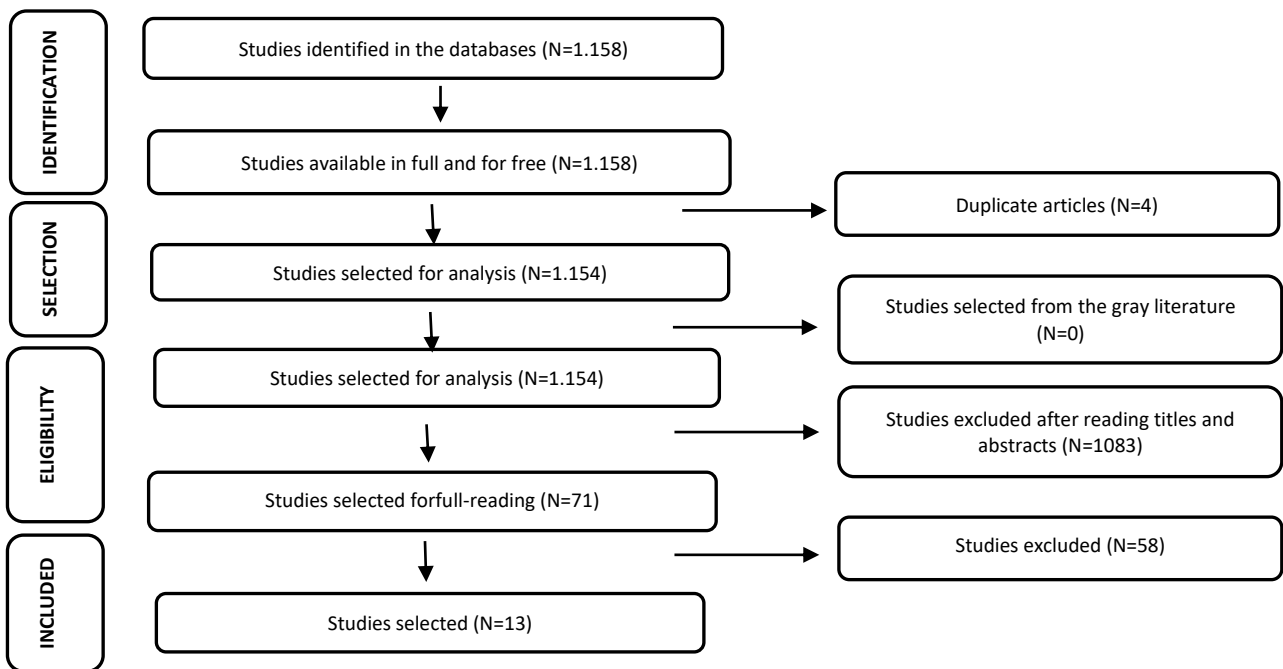 IDENTIFICATION
Studies identified in the databases (N=1.158)
Studies available in full and for free (N=1.158)
Duplicate articles (N=4)
SELECTION
Studies selected for analysis (N=1.154)
Studies selected from the gray literature
(N=0)
ELIGIBILITY
Studies selected for analysis (N=1.154)
Studies excluded after reading titles and
abstracts (N=1083)
Studies selected forfull-reading (N=71)
Studies excluded (N=58)
INCLUDED
Studies selected (N=13)